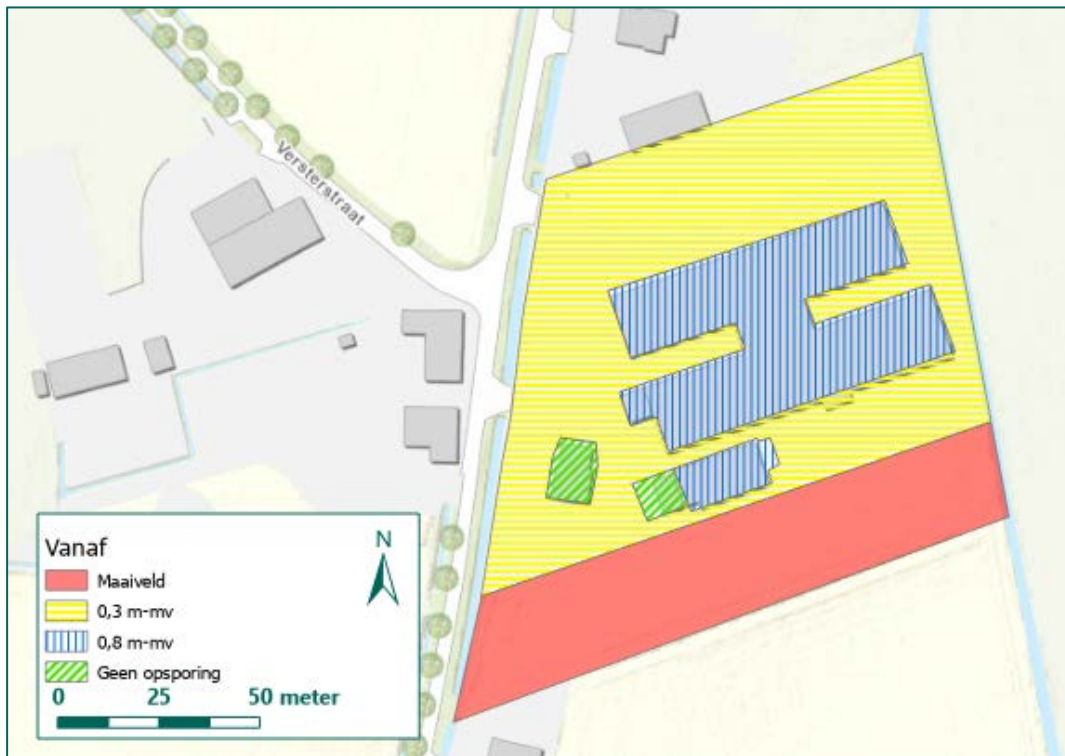 Versterstraat
Vanaf
Maaiveld
0,3 m-mv
0,8 m-mv
Geen opsporing
N
0 25 50 meter